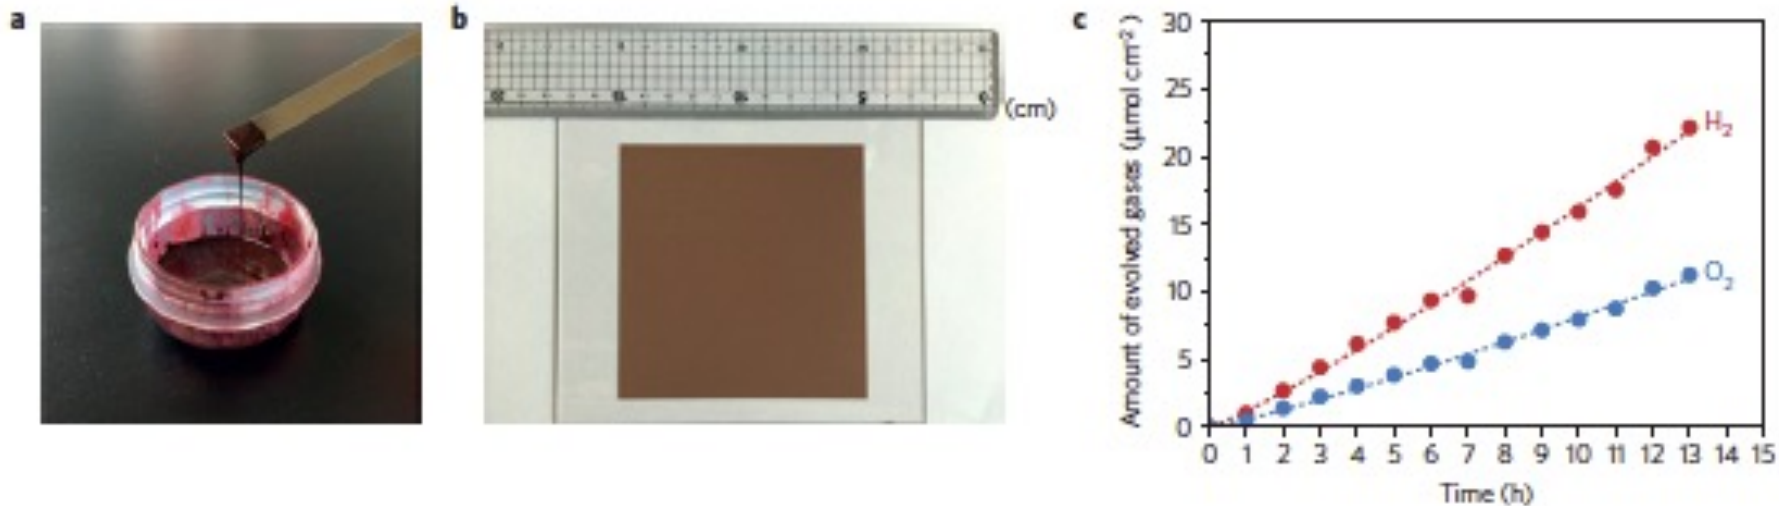 a
b
(cm)
c
Amount of evolved gases (μmol cm⁻²)
30
25
20
15
10
5
0
H₂
O₂
0 1 2 3 4 5 6 7 8 9 10 11 12 13 14 15
Time (h)